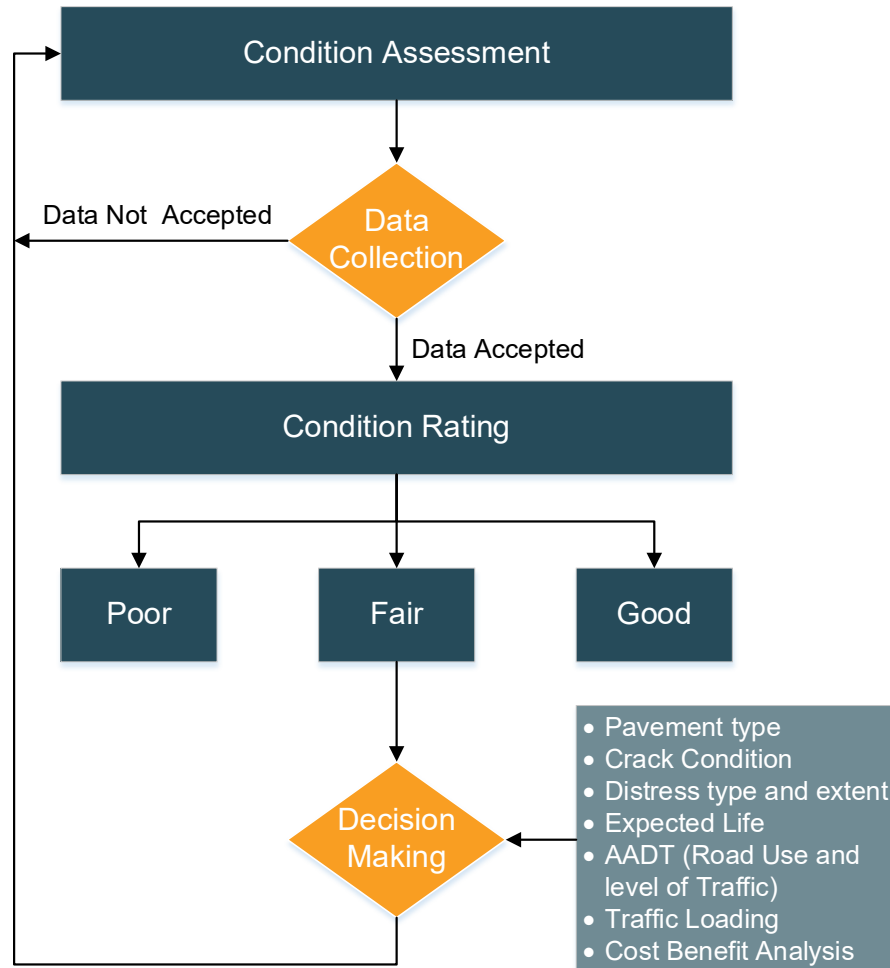 Condition Assessment
Data Not  Accepted
Data
Collection
Data Accepted
Condition Rating
Poor
Fair
Good
• Pavement type
• Crack Condition
• Distress type and extent
• Expected Life
• AADT (Road Use and
level of Traffic)
• Traffic Loading
• Cost Benefit Analysis
Decision
Making